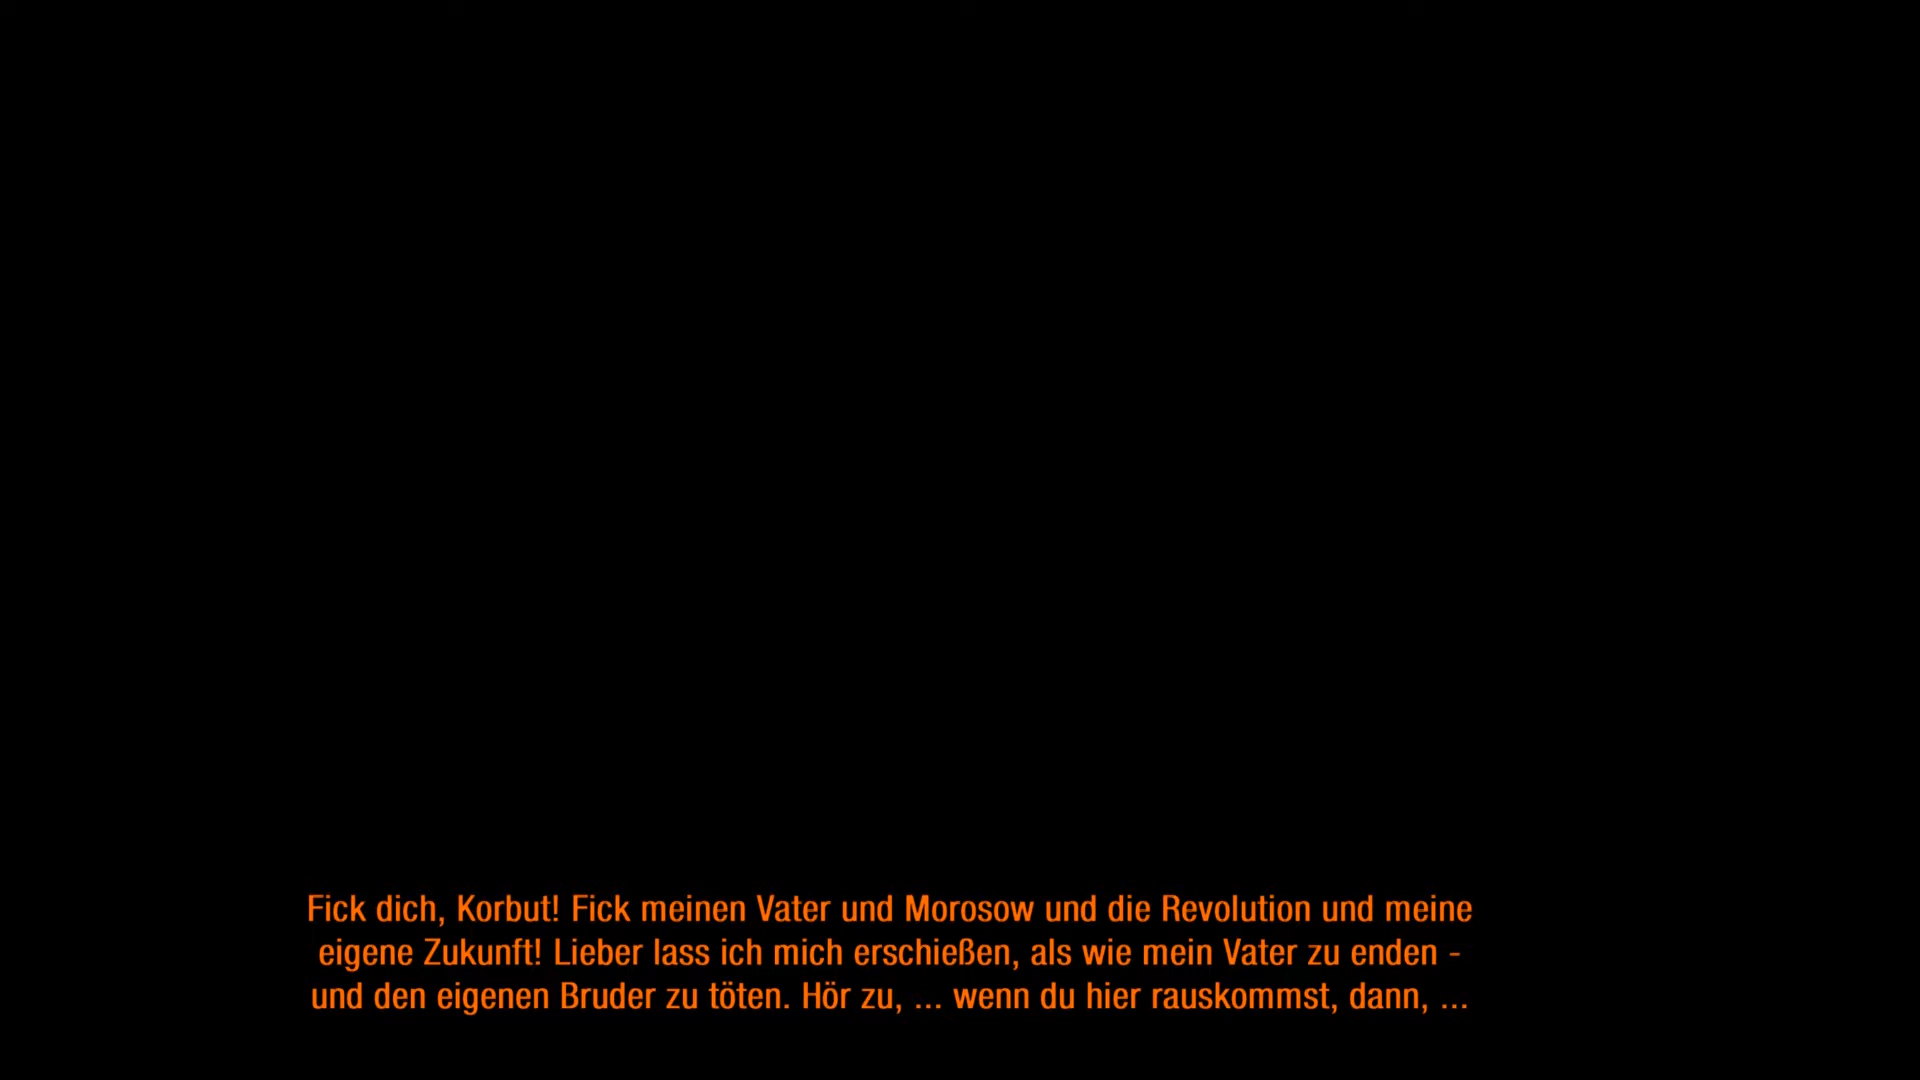 Fick dich, Korbut! Fick meinen Vater und Morosow und die Revolution und meine
eigene Zukunft! Lieber lass ich mich erschießen, als wie mein Vater zu enden -
und den eigenen Bruder zu töten. Hör zu, ... wenn du hier rauskommst, dann, ...